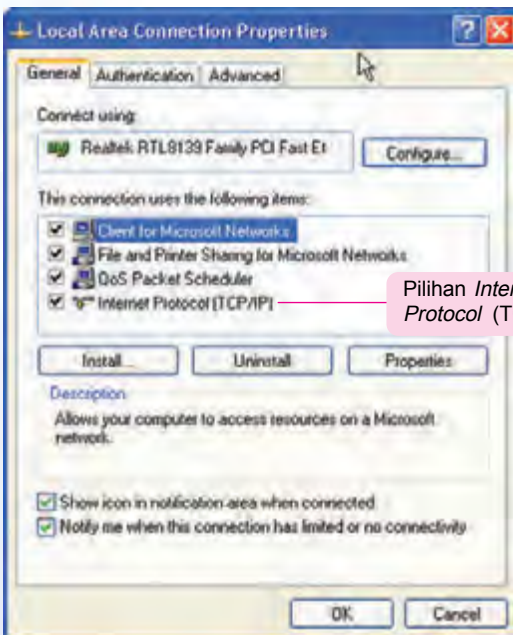 Local Area Connection Properties
General Authentication Advanced
Connect using:
Realtek RTL8139 Family PCI Fast Et
Configure...
This connection uses the following items:
Client for Microsoft Networks
File and Printer Sharing for Microsoft Networks
QoS Packet Scheduler
Internet Protocol (TCP/IP)
Pilihan Inter
Protocol (T
Install... Uninstall Properties
Description
Allows your computer to access resources on a Microsoft
network.
Show icon in notification area when connected
Notify me when this connection has limited or no connectivity
OK Cancel